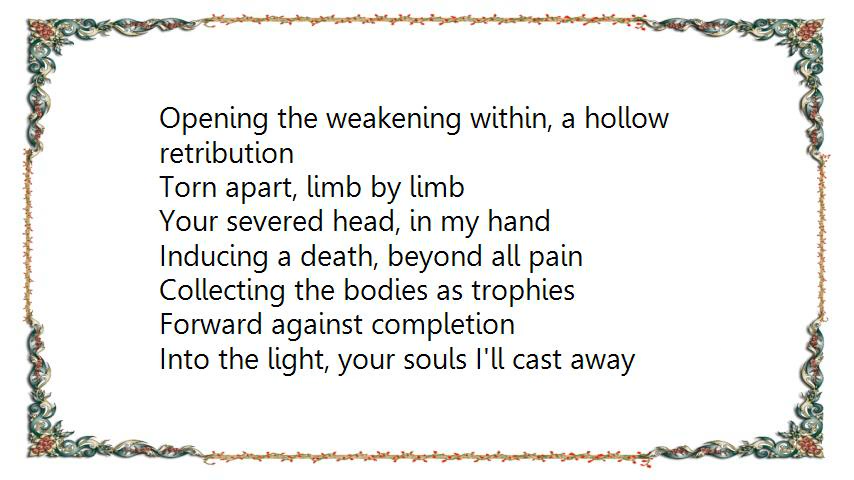 Opening the weakening within, a hollow
retribution
Torn apart, limb by limb
Your severed head, in my hand
Inducing a death, beyond all pain
Collecting the bodies as trophies
Forward against completion
Into the light, your souls I'll cast away